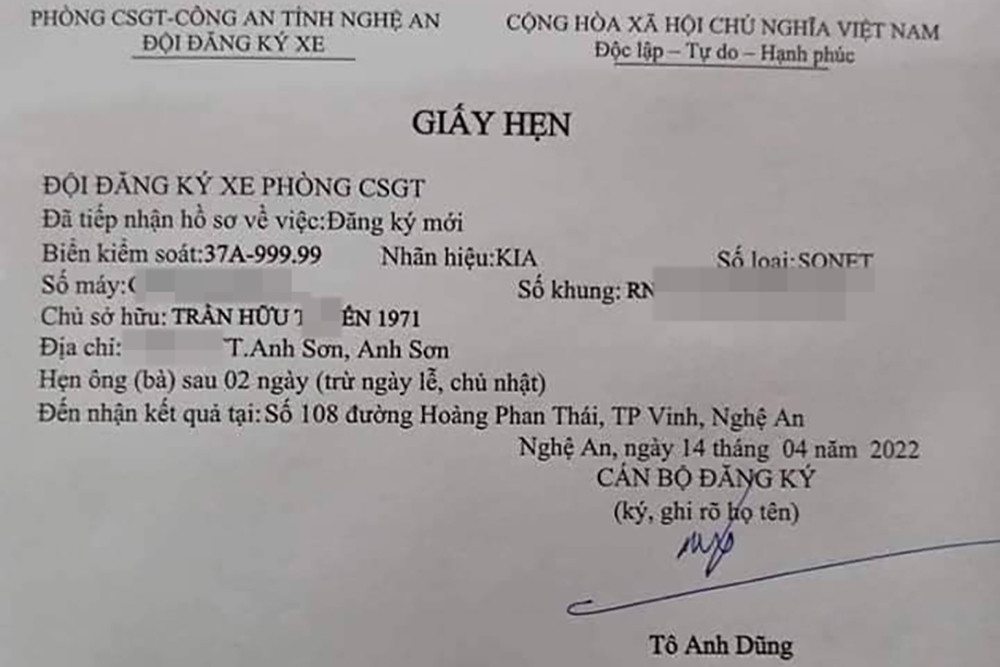 PHÒNG CSGT-CÔNG AN TỈNH NGHỆ AN
ĐỘI ĐĂNG KÝ XE
CỘNG HÒA XÃ HỘI CHỦ NGHĨA VIỆT NAM
Độc lập – Tự do – Hạnh phúc
GIẤY HẸN
ĐỘI ĐĂNG KÝ XE PHÒNG CSGT
Đã tiếp nhận hồ sơ về việc:Đăng ký mới
Biển kiểm soát:37A-999.99 Nhãn hiệu:KIA Số loại:SONET
Số máy: Số khung: RN
Chủ sở hữu: TRẦN HỮU 1971
Địa chỉ: T.Anh Sơn, Anh Sơn
Hẹn ông (bà) sau 02 ngày (trừ ngày lễ, chủ nhật)
Đến nhận kết quả tại:Số 108 đường Hoàng Phan Thái, TP Vinh, Nghệ An
Nghệ An, ngày 14 tháng 04 năm 2022
CÁN BỘ ĐĂNG KÝ
(ký, ghi rõ họ tên)
Tô Anh Dũng